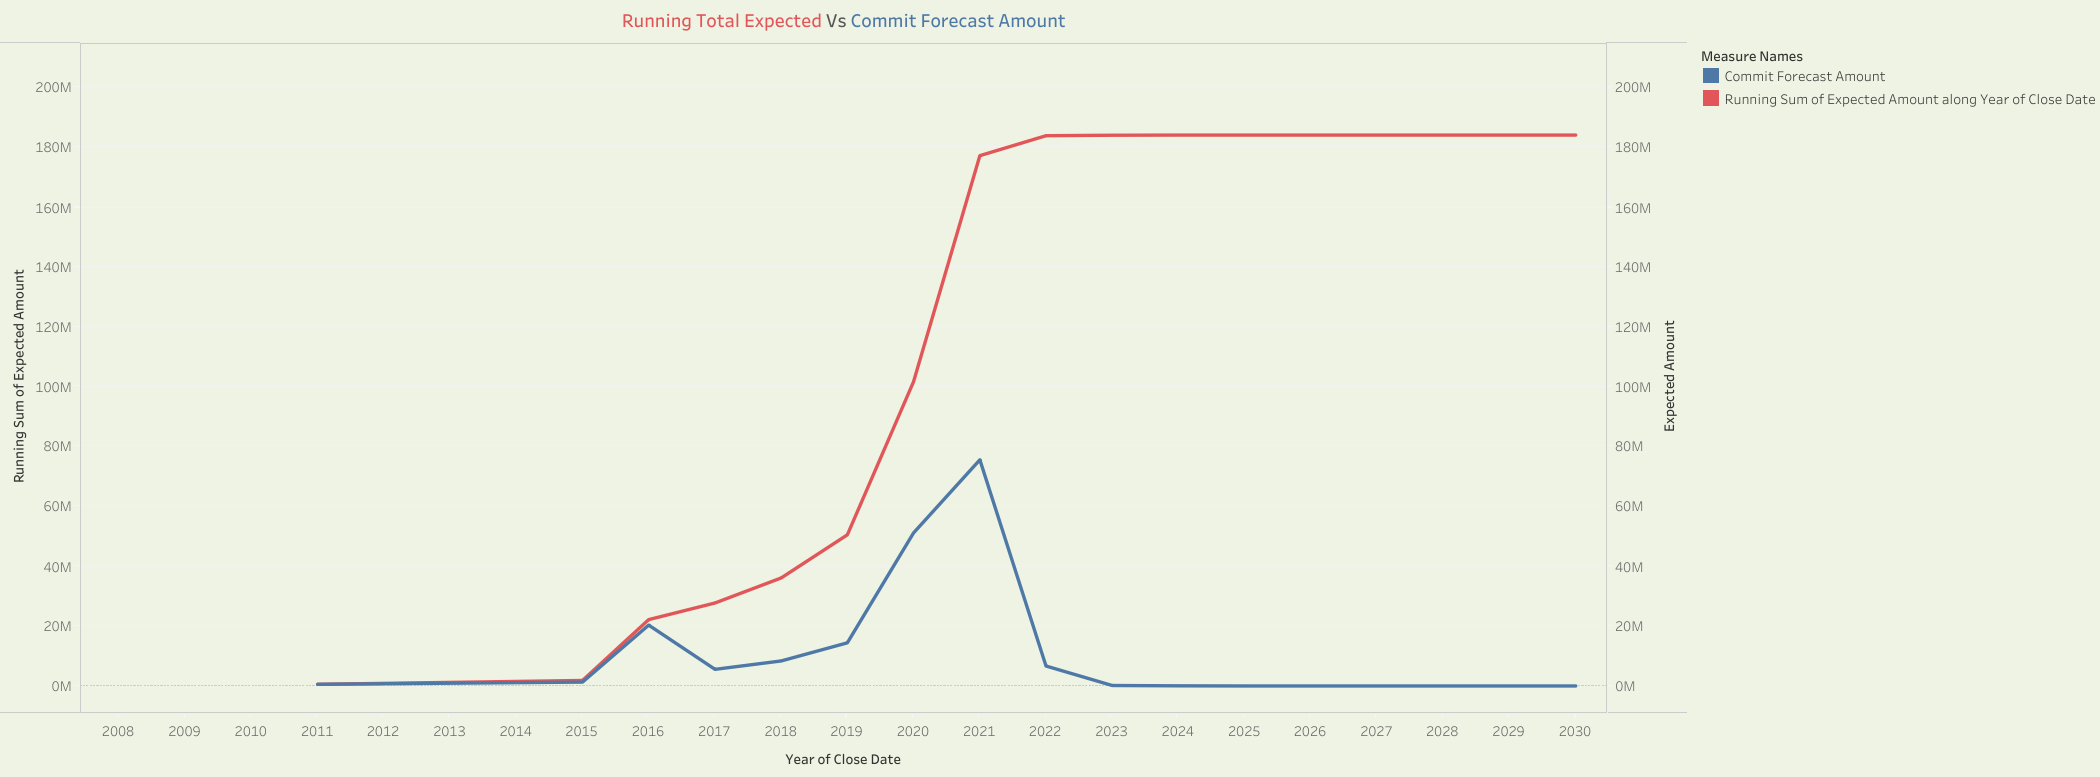 Running Total Expected Vs Commit Forecast Amount
Measure Names
Commit Forecast Amount
Running Sum of Expected Amount along Year of Close Date
Running Sum of Expected Amount
200M
180M
160M
140M
120M
100M
80M
60M
40M
20M
0M
200M
180M
160M
140M
120M
100M
80M
60M
40M
20M
0M
Expected Amount
2008 2009 2010 2011 2012 2013 2014 2015 2016 2017 2018 2019 2020 2021 2022 2023 2024 2025 2026 2027 2028 2029 2030
Year of Close Date